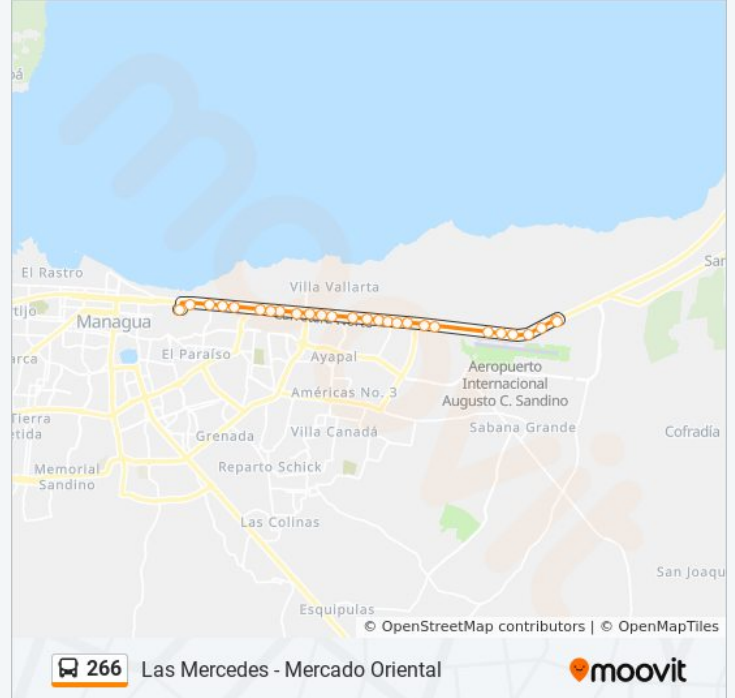 El Rastro
Villa Vallarta
Managua
El Paraíso
Ayapal
Américas No. 3
Aeropuerto
Internacional
Augusto C. Sandino
Sabana Grande
Cofradía
Grenada
Villa Canadá
Memorial
Sandino
Reparto Schick
Las Colinas
San Joaqu
Esquipulas
© OpenStreetMap contributors | © OpenMapTiles
266 Las Mercedes - Mercado Oriental
moovit